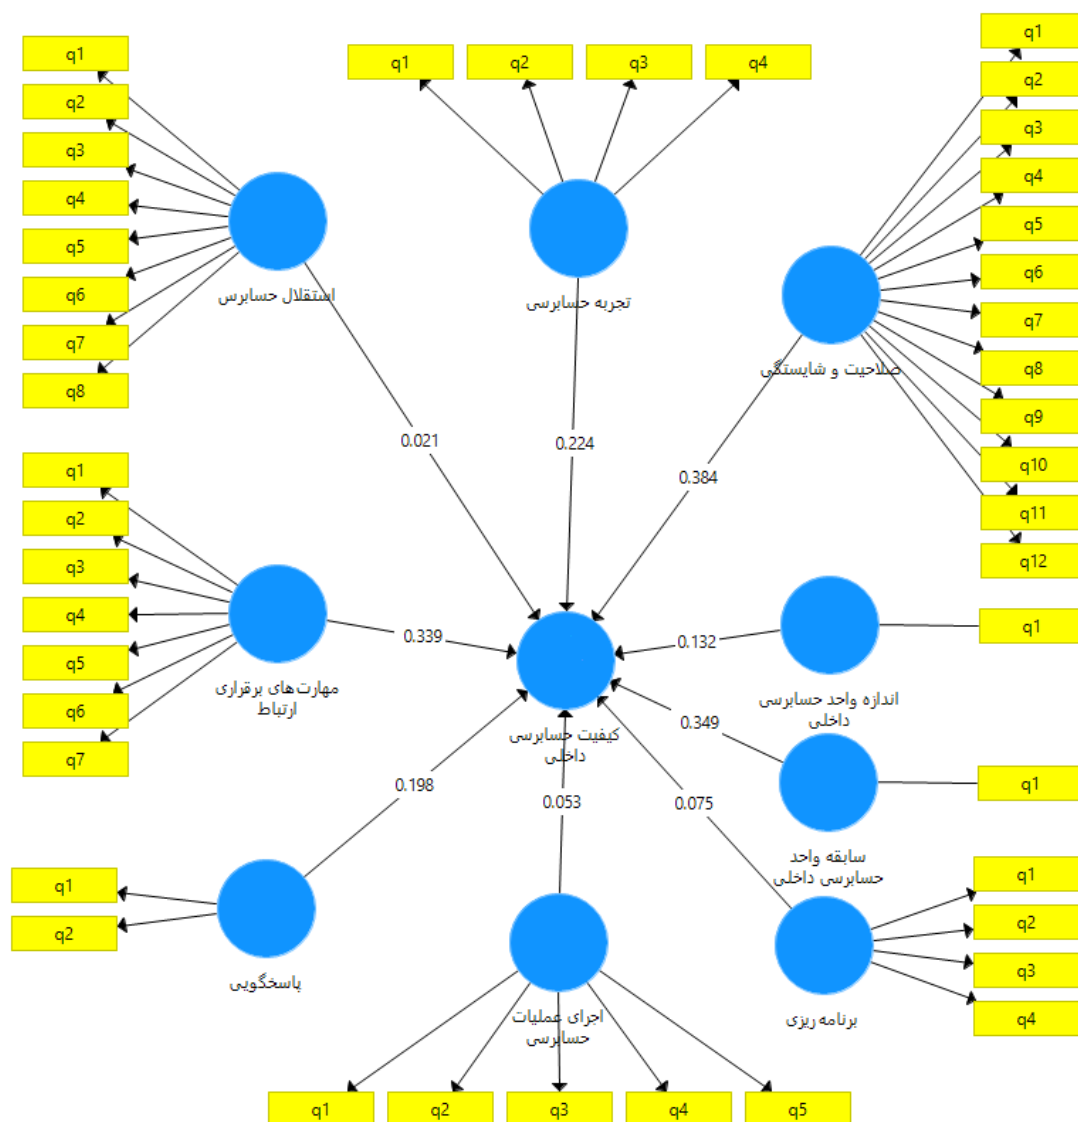 q1
q2
q3
q4
q5
q6
q7
q8
استقلال حسابرس
q1
q2
q3
q4
تجربه حسابرسی
q1
q2
q3
q4
q5
q6
q7
q8
q9
q10
q11
q12
صلاحیت و شایستگی
0.021
0.224
0.384
q1
q2
q3
q4
q5
q6
q7
مهارت‌های برقراری
ارتباط
0.339
کیفیت حسابرسی
داخلی
0.132
اندازه واحد حسابرسی
داخلی
q1
0.349
سابقه واحد
حسابرسی داخلی
q1
0.198
0.053
0.075
q1
q2
پاسخگویی
اجرای عملیات
حسابرسی
q1
q2
q3
q4
q5
برنامه ریزی
q1
q2
q3
q4